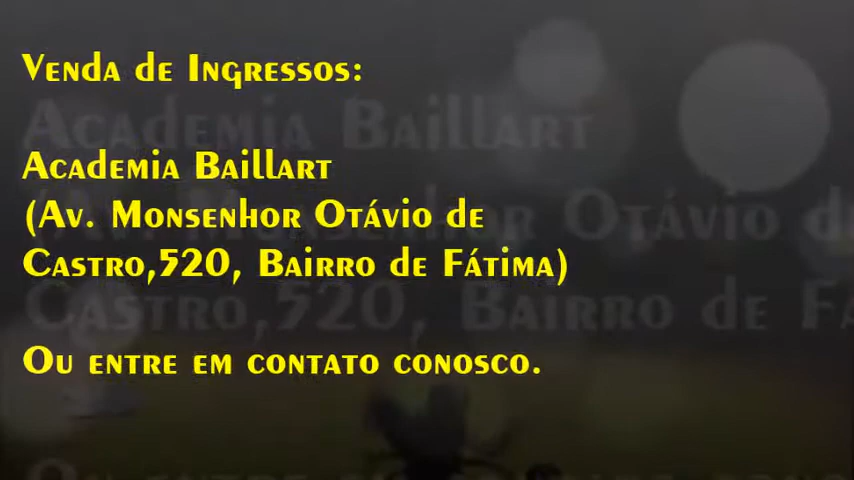 Venda de Ingressos:
Academia Baillart
(Av. Monsenhor Otávio de
Castro,520, Bairro de Fátima)
Ou entre em contato conosco.